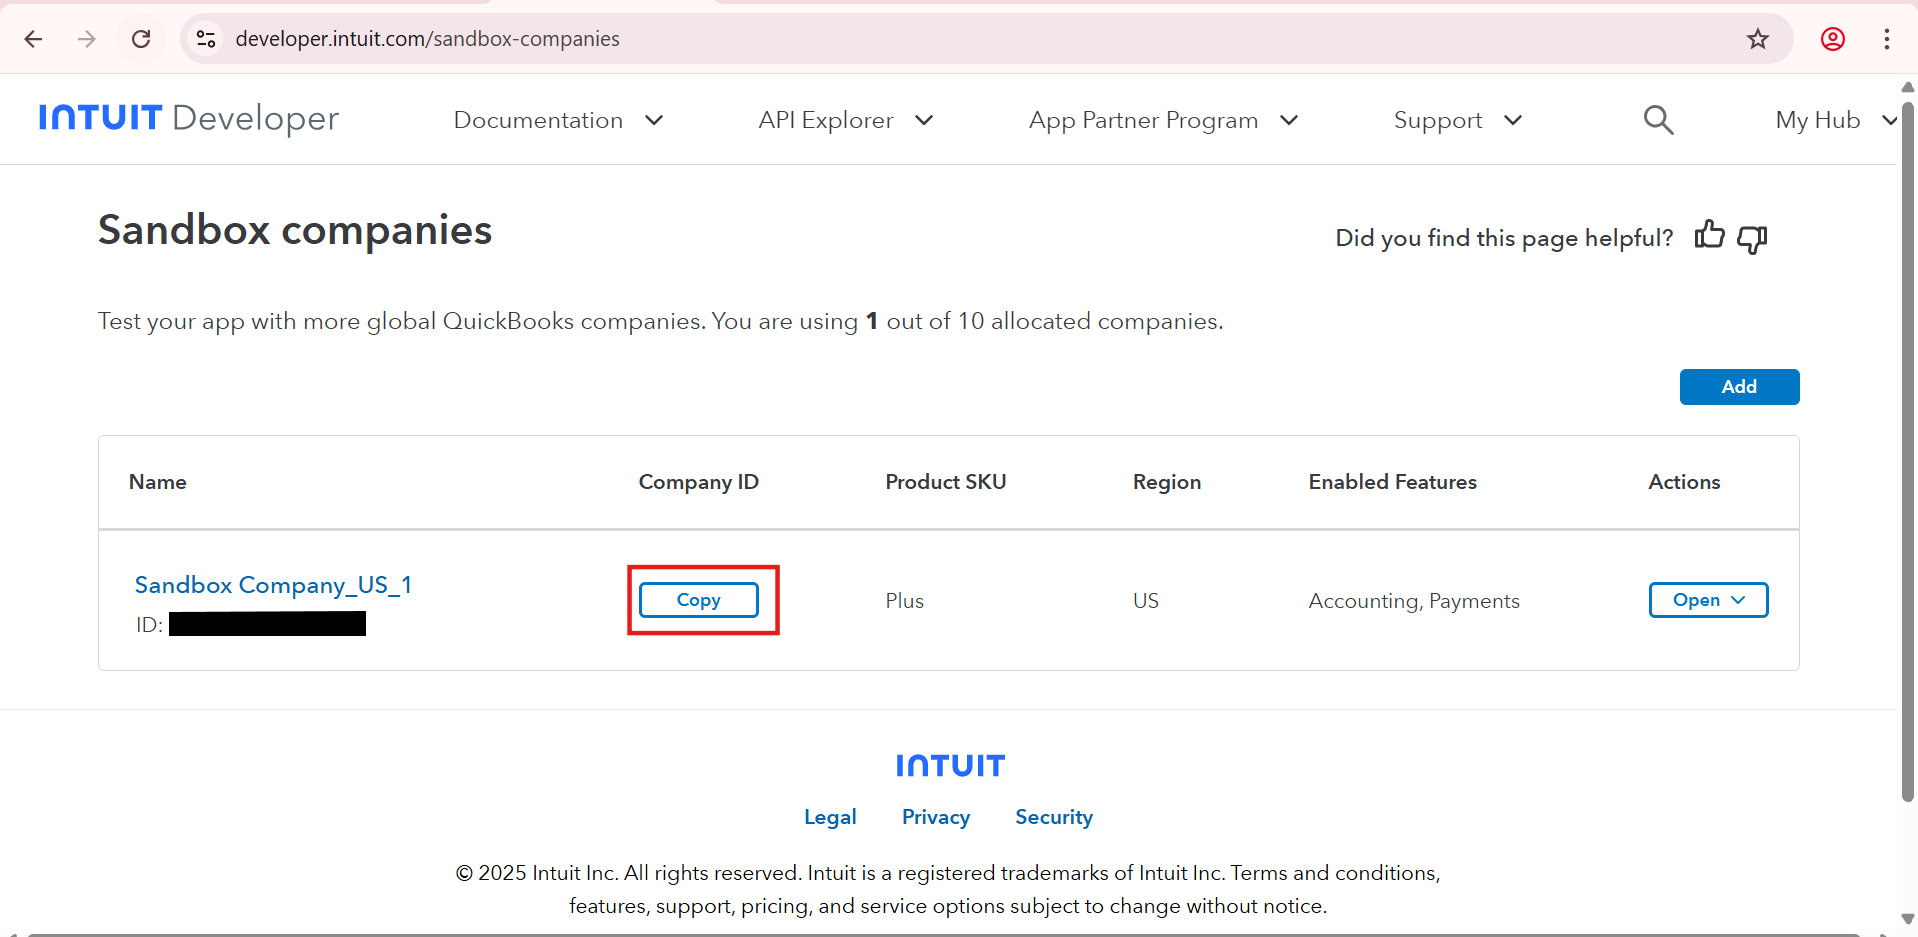 developer.intuit.com/sandbox-companies
INTUIT Developer
Documentation
API Explorer
App Partner Program
Support
My Hub
Sandbox companies
Did you find this page helpful?
Test your app with more global QuickBooks companies. You are using 1 out of 10 allocated companies.
Add
Name Company ID Product SKU Region Enabled Features Actions
Sandbox Company_US_1
ID:
Copy
Plus
US
Accounting, Payments
Open
INTUIT
Legal Privacy Security
© 2025 Intuit Inc. All rights reserved. Intuit is a registered trademarks of Intuit Inc. Terms and conditions,
features, support, pricing, and service options subject to change without notice.